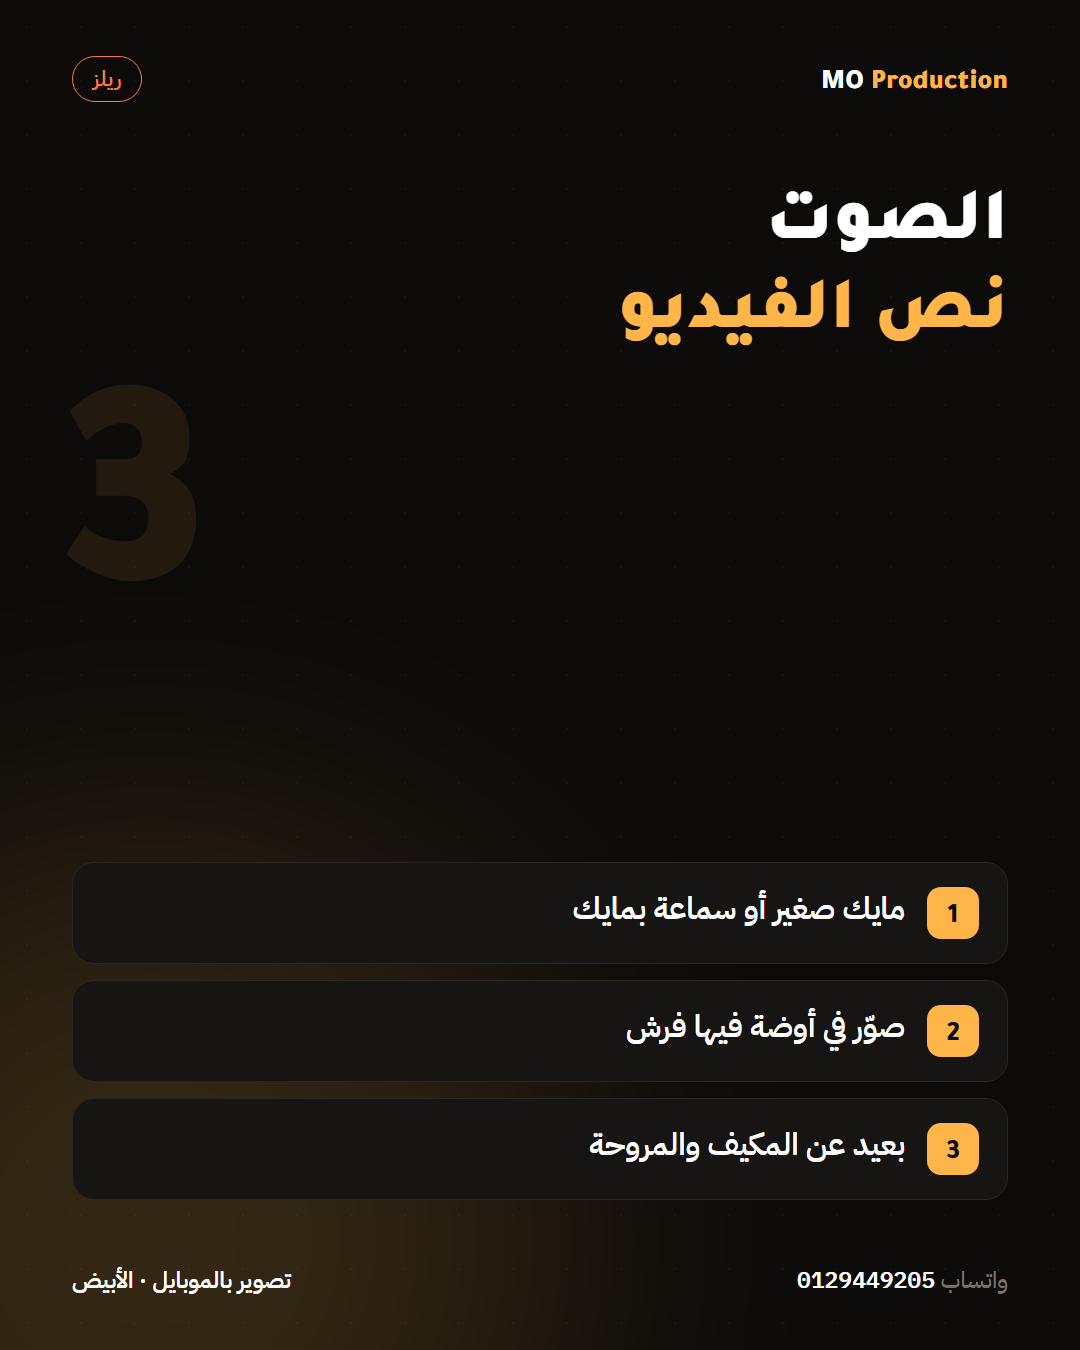 MO Production
ريلز
الصوت
نص الفيديو
3
1 مايك صغير أو سماعة بمايك
2 صوّر في أوضة فيها فرش
3 بعيد عن المكيف والمروحة
واتساب 0129449205
تصوير بالموبايل · الأبيض